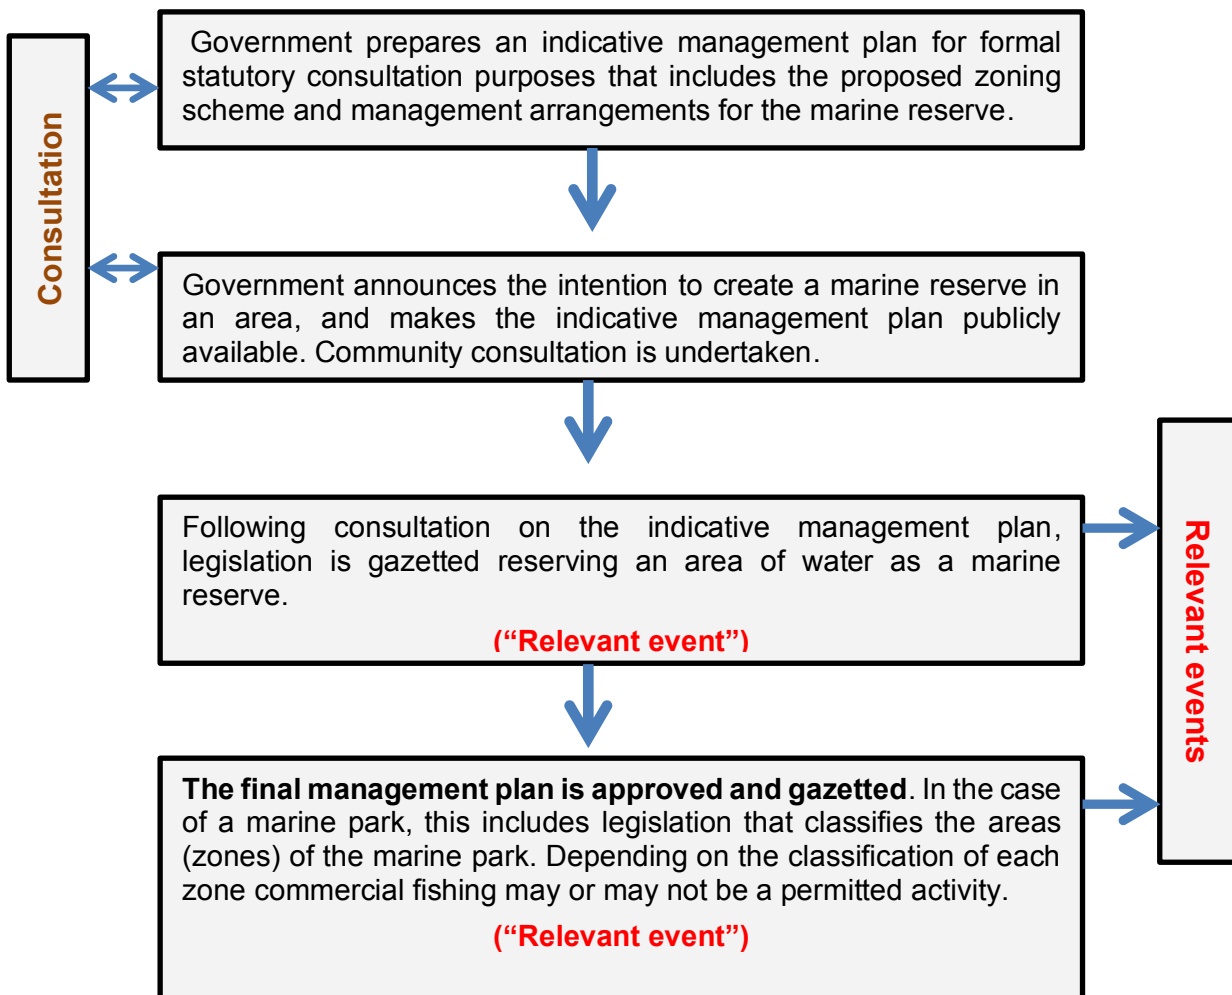 Government prepares an indicative management plan for formal
statutory consultation purposes that includes the proposed zoning
scheme and management arrangements for the marine reserve.
Consultation
Government announces the intention to create a marine reserve in
an area, and makes the indicative management plan publicly
available. Community consultation is undertaken.
Following consultation on the indicative management plan,
legislation is gazetted reserving an area of water as a marine
reserve.
(“Relevant event”)
Relevant events
The final management plan is approved and gazetted. In the case
of a marine park, this includes legislation that classifies the areas
(zones) of the marine park. Depending on the classification of each
zone commercial fishing may or may not be a permitted activity.
(“Relevant event”)